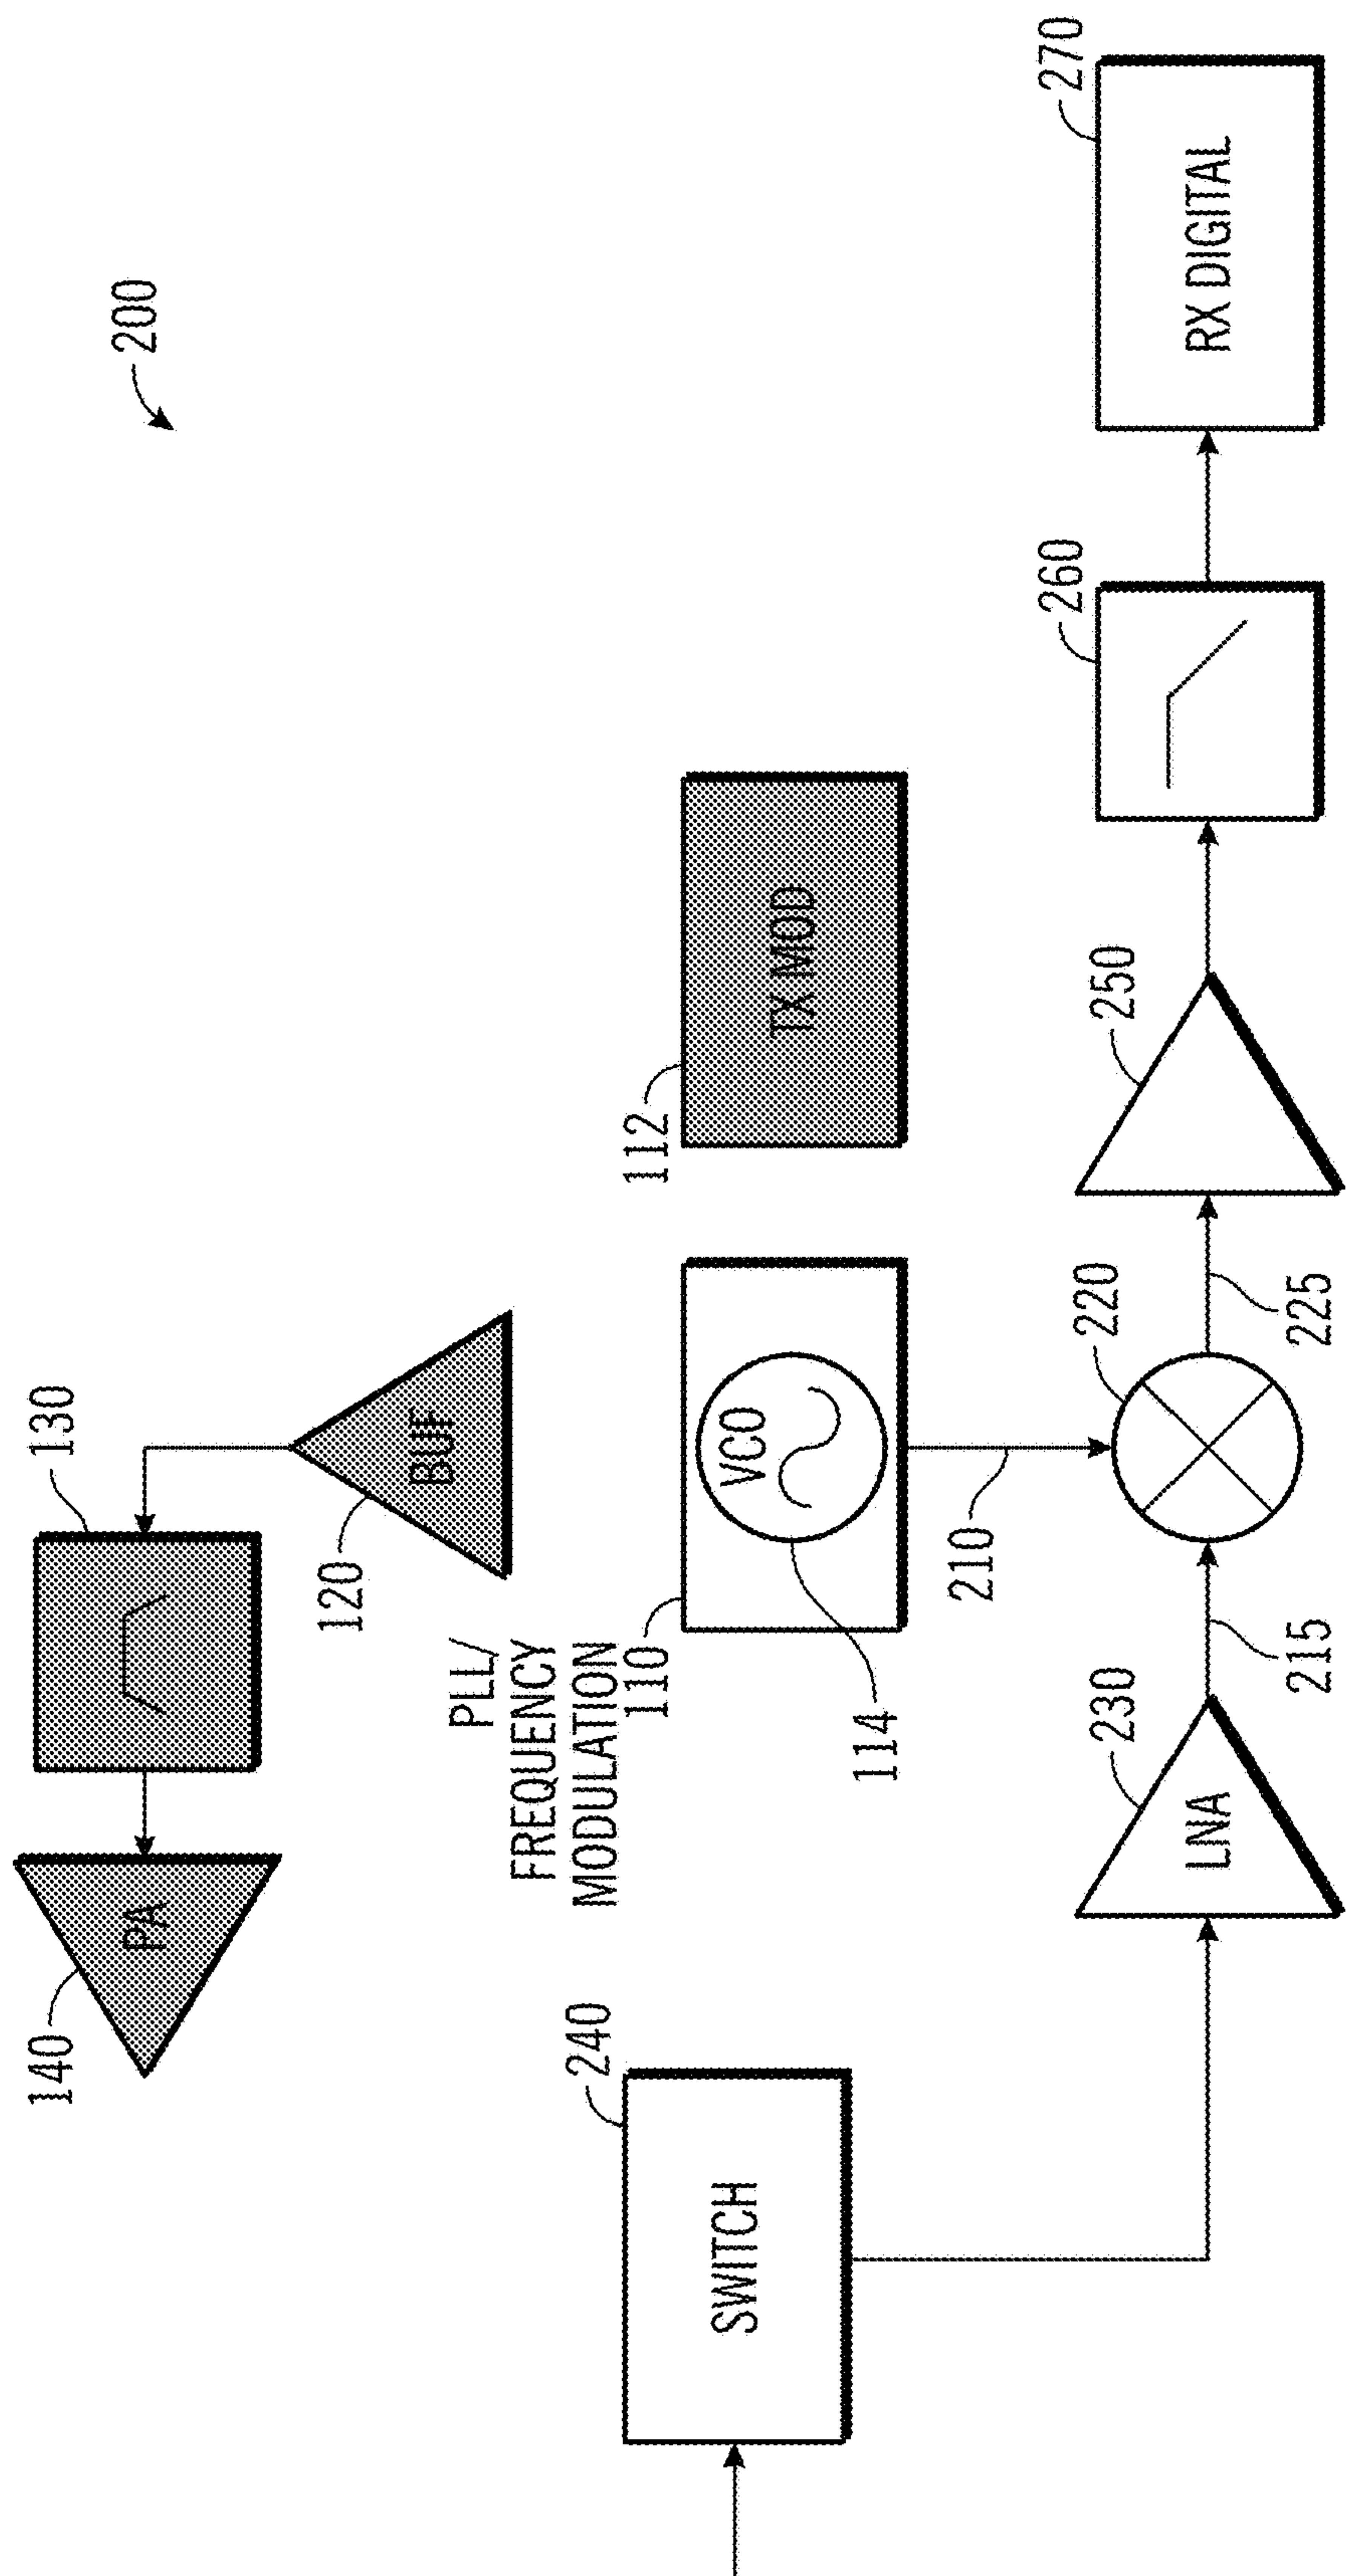 200
140
PA
130
120
BUF
PLL/
FREQUENCY
MODULATION
110
VCO
114
112
TX MOD
240
SWITCH
210
230
LNA
215
220
225
250
260
270
RX DIGITAL